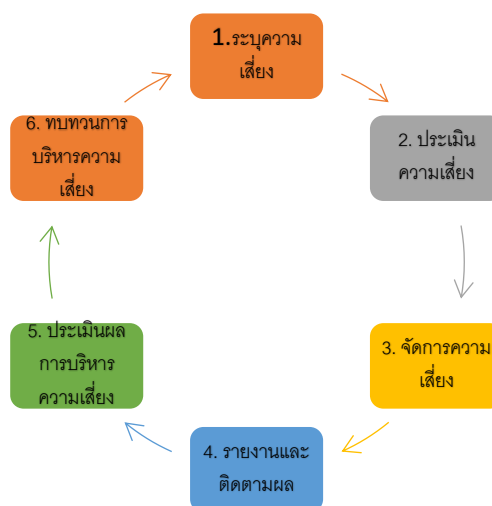 1.ระบุความ
เสี่ยง
2. ประเมิน
ความเสี่ยง
3. จัดการความ
เสี่ยง
4. รายงานและ
ติดตามผล
5. ประเมินผล
การบริหาร
ความเสี่ยง
6. ทบทวนการ
บริหารความ
เสี่ยง